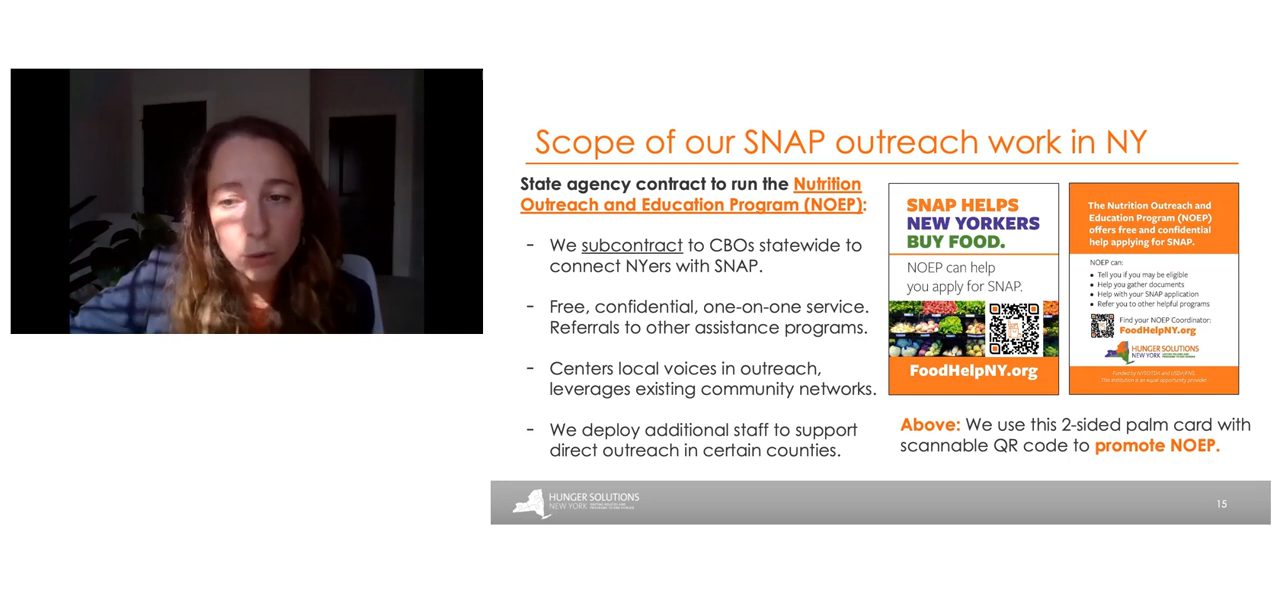 Scope of our SNAP outreach work in NY
State agency contract to run the Nutrition
Outreach and Education Program (NOEP):
- We subcontract to CBOs statewide to
connect NYers with SNAP.
- Free, confidential, one-on-one service.
Referrals to other assistance programs.
- Centers local voices in outreach,
leverages existing community networks.
- We deploy additional staff to support
direct outreach in certain counties.
SNAP HELPS
NEW YORKERS
BUY FOOD.
NOEP can help
you apply for SNAP.
FoodHelpNY.org
The Nutrition Outreach and
Education Program (NOEP)
offers free and confidential
help applying for SNAP.
NOEP can:
• Tell you if you may be eligible
• Help you gather documents
• Help with your SNAP application
• Refer you to other helpful programs
Find your NOEP Coordinator:
FoodHelpNY.org
HUNGER SOLUTIONS
NEW YORK
This institution is an equal opportunity provider.
Above: We use this 2-sided palm card with
scannable QR code to promote NOEP.
HUNGER SOLUTIONS
NEW YORK
15